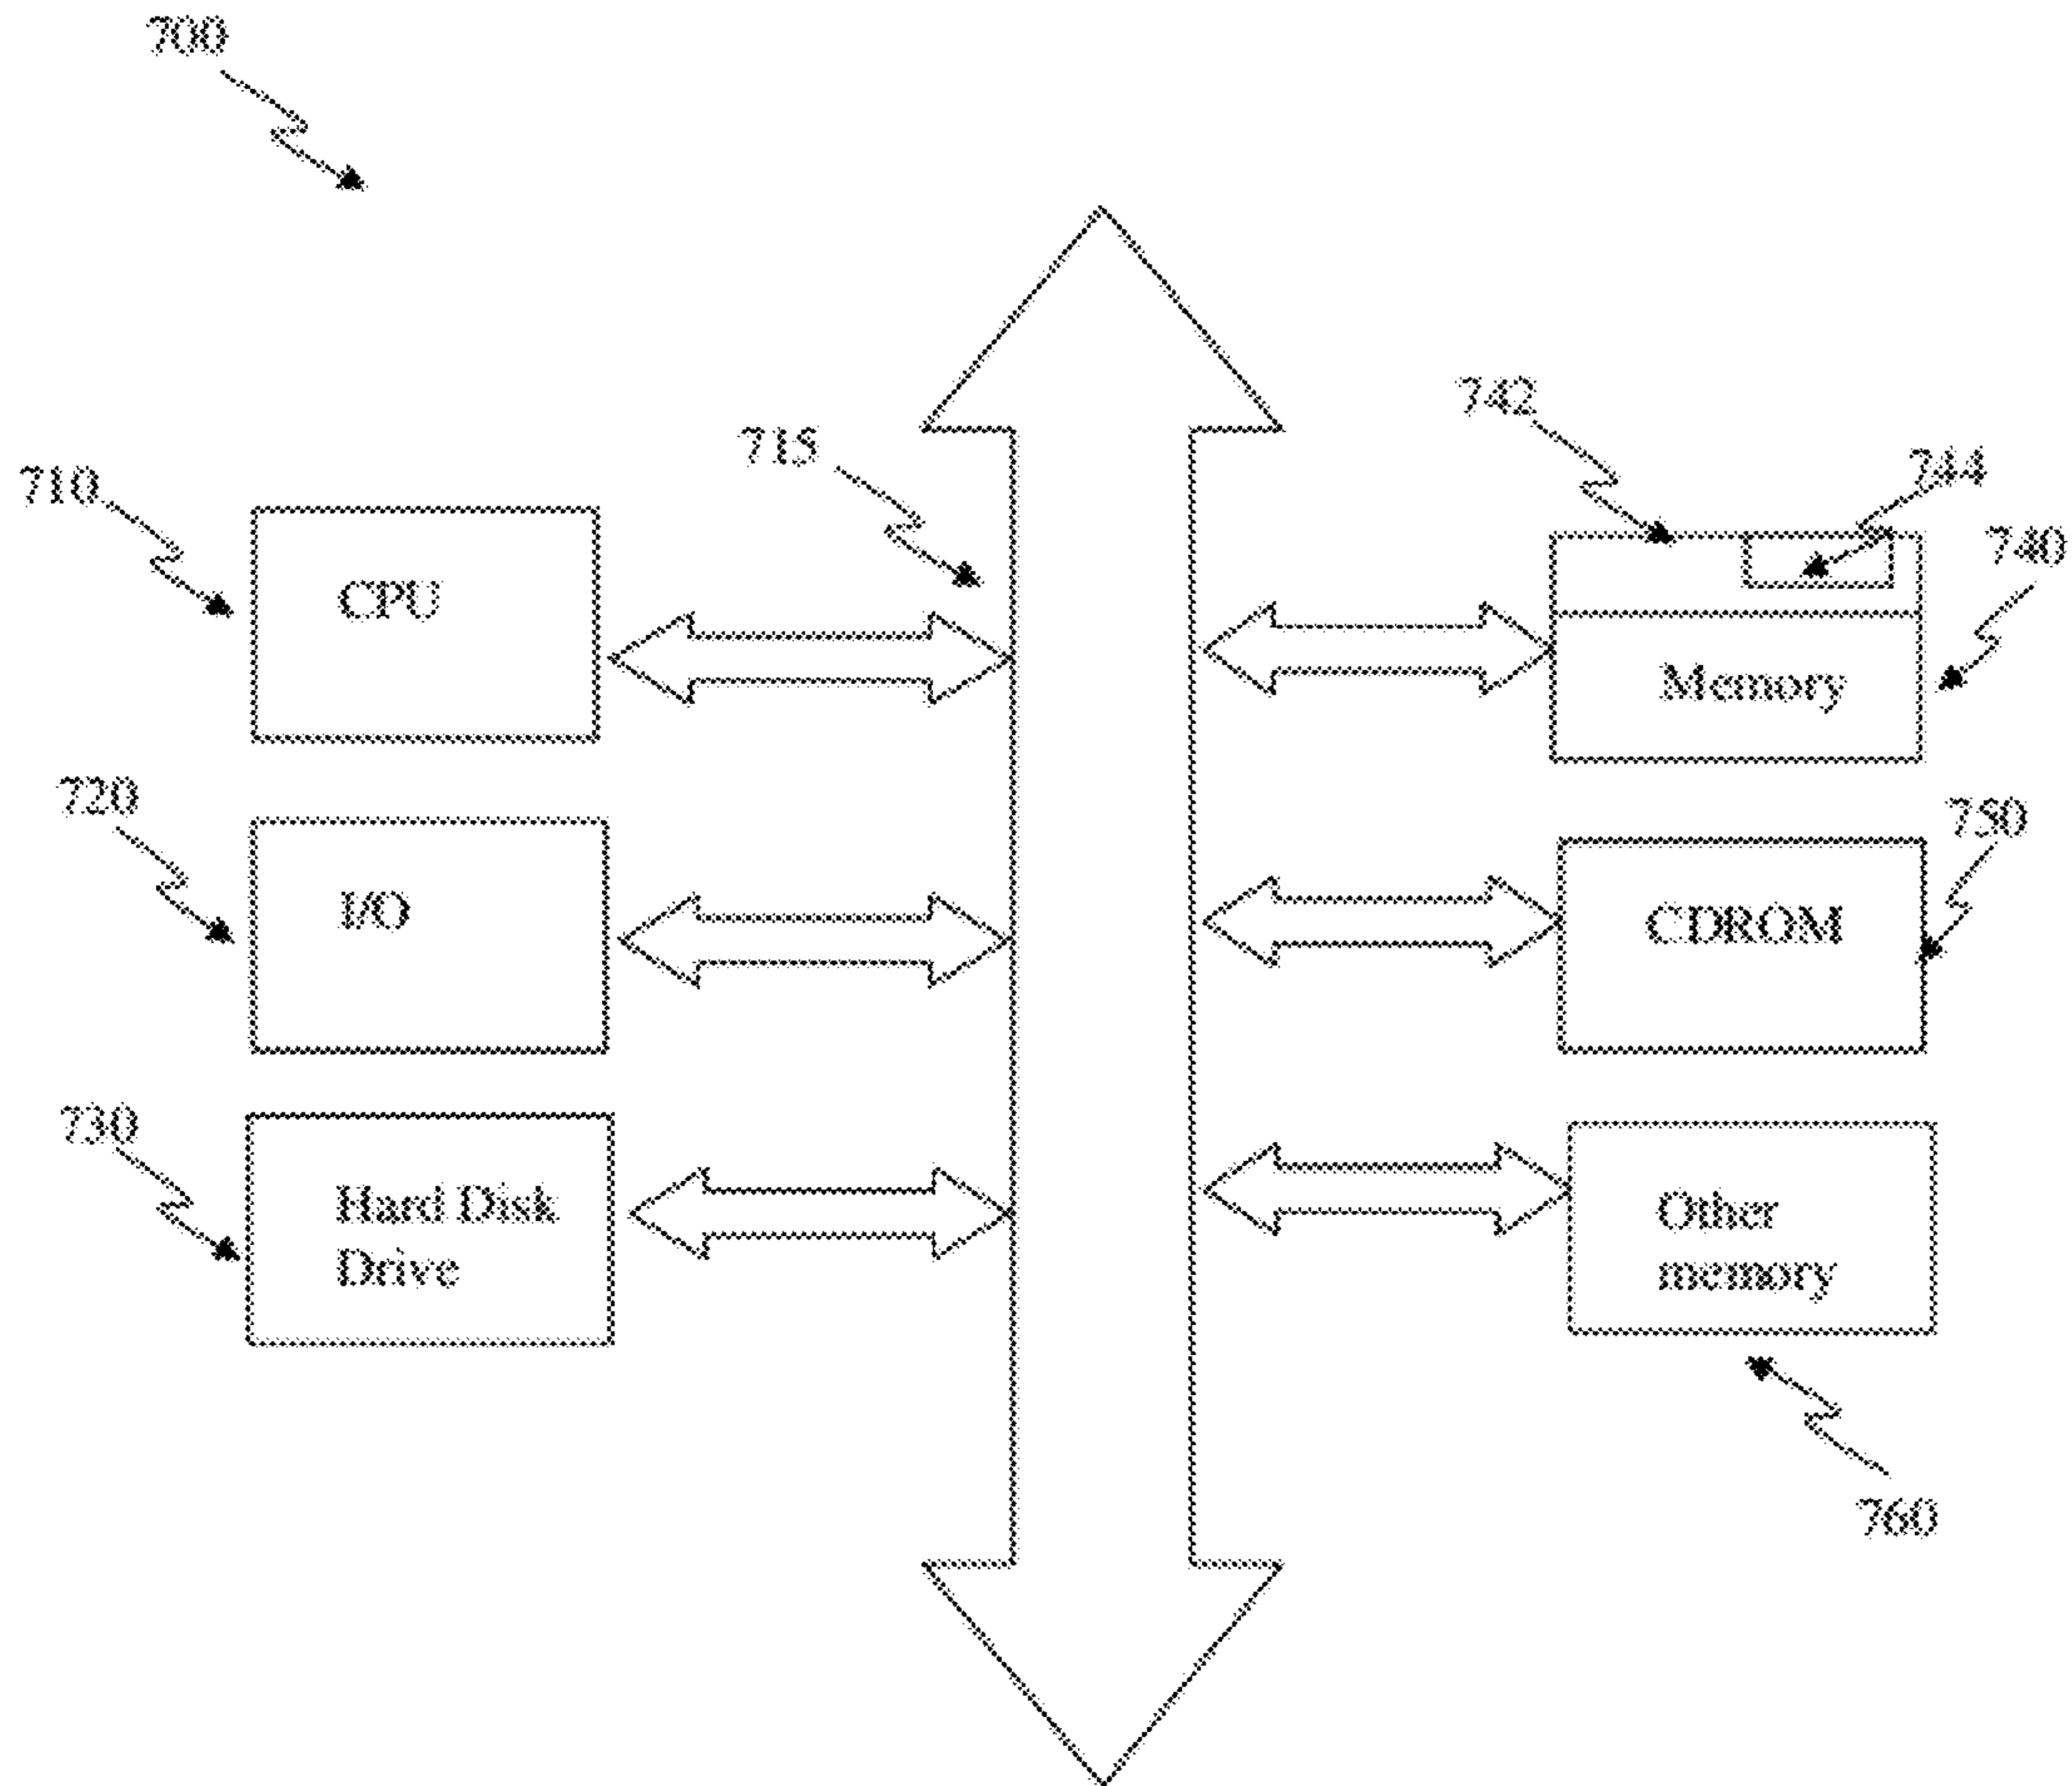 700
742
715
744
710
740
CPU
Memory
720
750
I/O
CDROM
730
Hard Disk
Drive
Other
memory
760